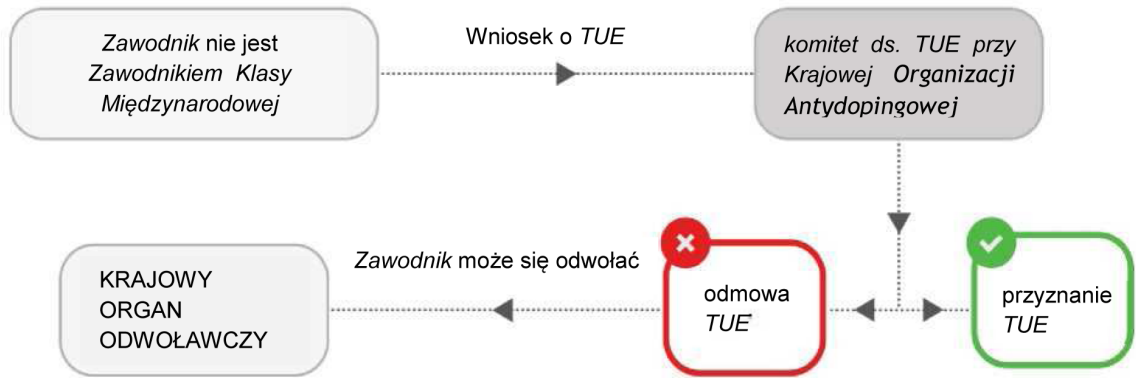 Zawodnik nie jest
Zawodnikiem Klasy
Międzynarodowej
Wniosek o TUE
komitet ds. TUE przy
Krajowej Organizacji
Antydopingowej
KRAJOWY
ORGAN
ODWOŁAWCZY
Zawodnik może się odwołać
odmowa
TUE
przyznanie
TUE